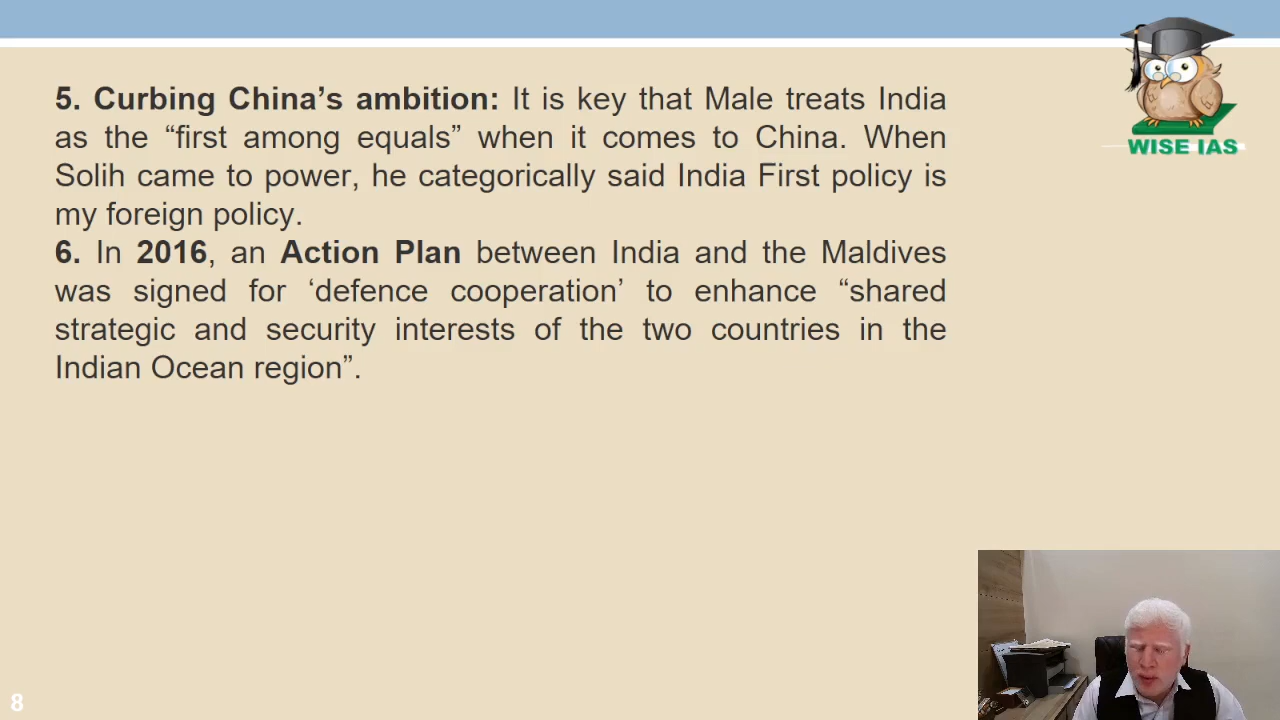 5. Curbing China’s ambition: It is key that Male treats India
as the “first among equals” when it comes to China. When
Solih came to power, he categorically said India First policy is
my foreign policy.
6. In 2016, an Action Plan between India and the Maldives
was signed for ‘defence cooperation’ to enhance “shared
strategic and security interests of the two countries in the
Indian Ocean region”.
WISE IAS
8